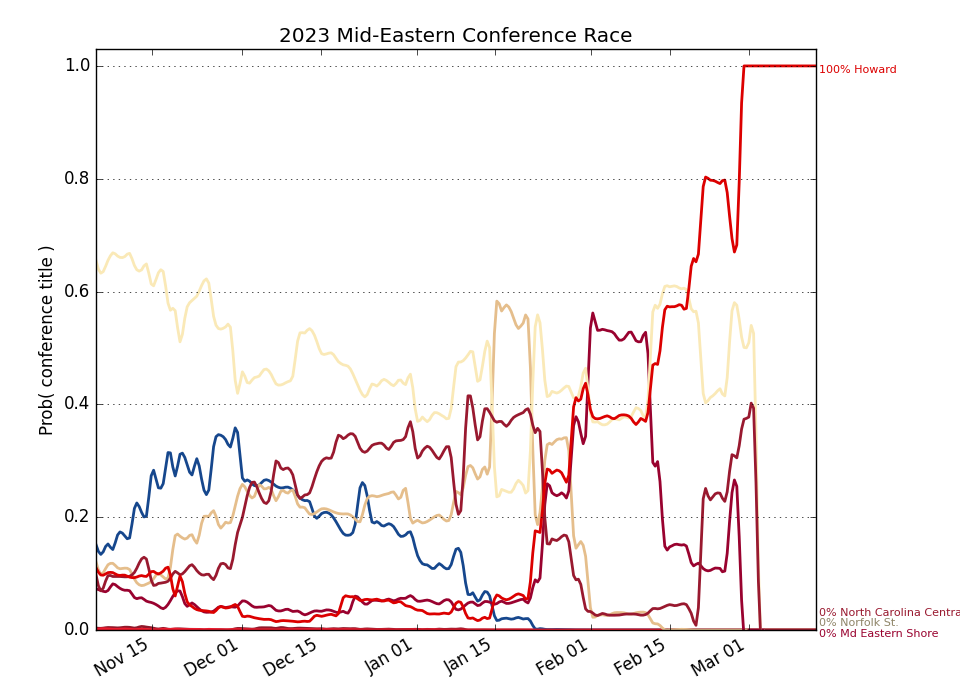 2023 Mid-Eastern Conference Race
Prob( conference title )
1.0
0.8
0.6
0.4
0.2
0.0
Nov 15
Dec 01
Dec 15
Jan 01
Jan 15
Feb 01
Feb 15
Mar 01
100% Howard
0% North Carolina Centra
0% Norfolk St.
0% Md Eastern Shore